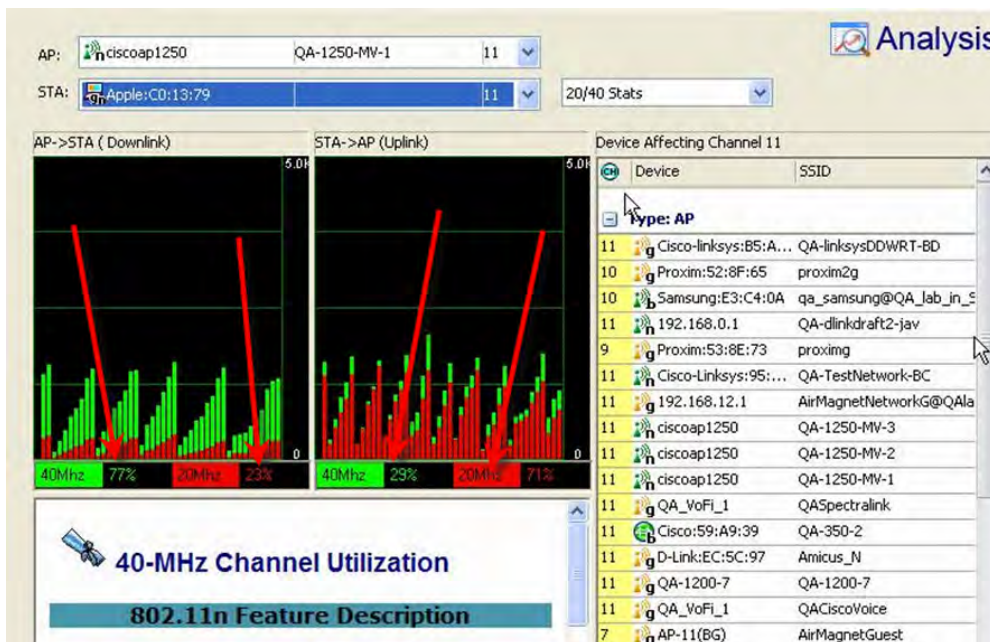 Analysis
AP: ciscoap1250 QA-1250-MV-1 11
STA: Apple:C0:13:79 11 20/40 Stats
AP->STA ( Downlink) STA->AP (Uplink) Device Affecting Channel 11
5.0 5.0
CH Device SSID
Type: AP
11 g Cisco-linksys:B5:A... QA-linksysDDWRT-BD
10 g Proxim:52:8F:65 proxim2g
10 b Samsung:E3:C4:0A qa_samsung@QA_lab_in_S
11 n 192.168.0.1 QA-dlinkdraft2-jav
9 g Proxim:53:8E:73 proximg
11 n Cisco-Linksys:95:... QA-TestNetwork-BC
11 g 192.168.12.1 AirMagnetNetworkG@QAla
11 n ciscoap1250 QA-1250-MV-3
11 n ciscoap1250 QA-1250-MV-2
11 n ciscoap1250 QA-1250-MV-1
11 g QA_VoFi_1 QASpectralink
11 b Cisco:59:A9:39 QA-350-2
11 g D-Link:EC:5C:97 Amicus_N
11 g QA-1200-7 QA-1200-7
11 g QA_VoFi_1 QACiscoVoice
7 g AP-11(BG) AirMagnetGuest
0 0
40Mhz 77% 20Mhz 23% 40Mhz 29% 20Mhz 71%
40-MHz Channel Utilization
802.11n Feature Description